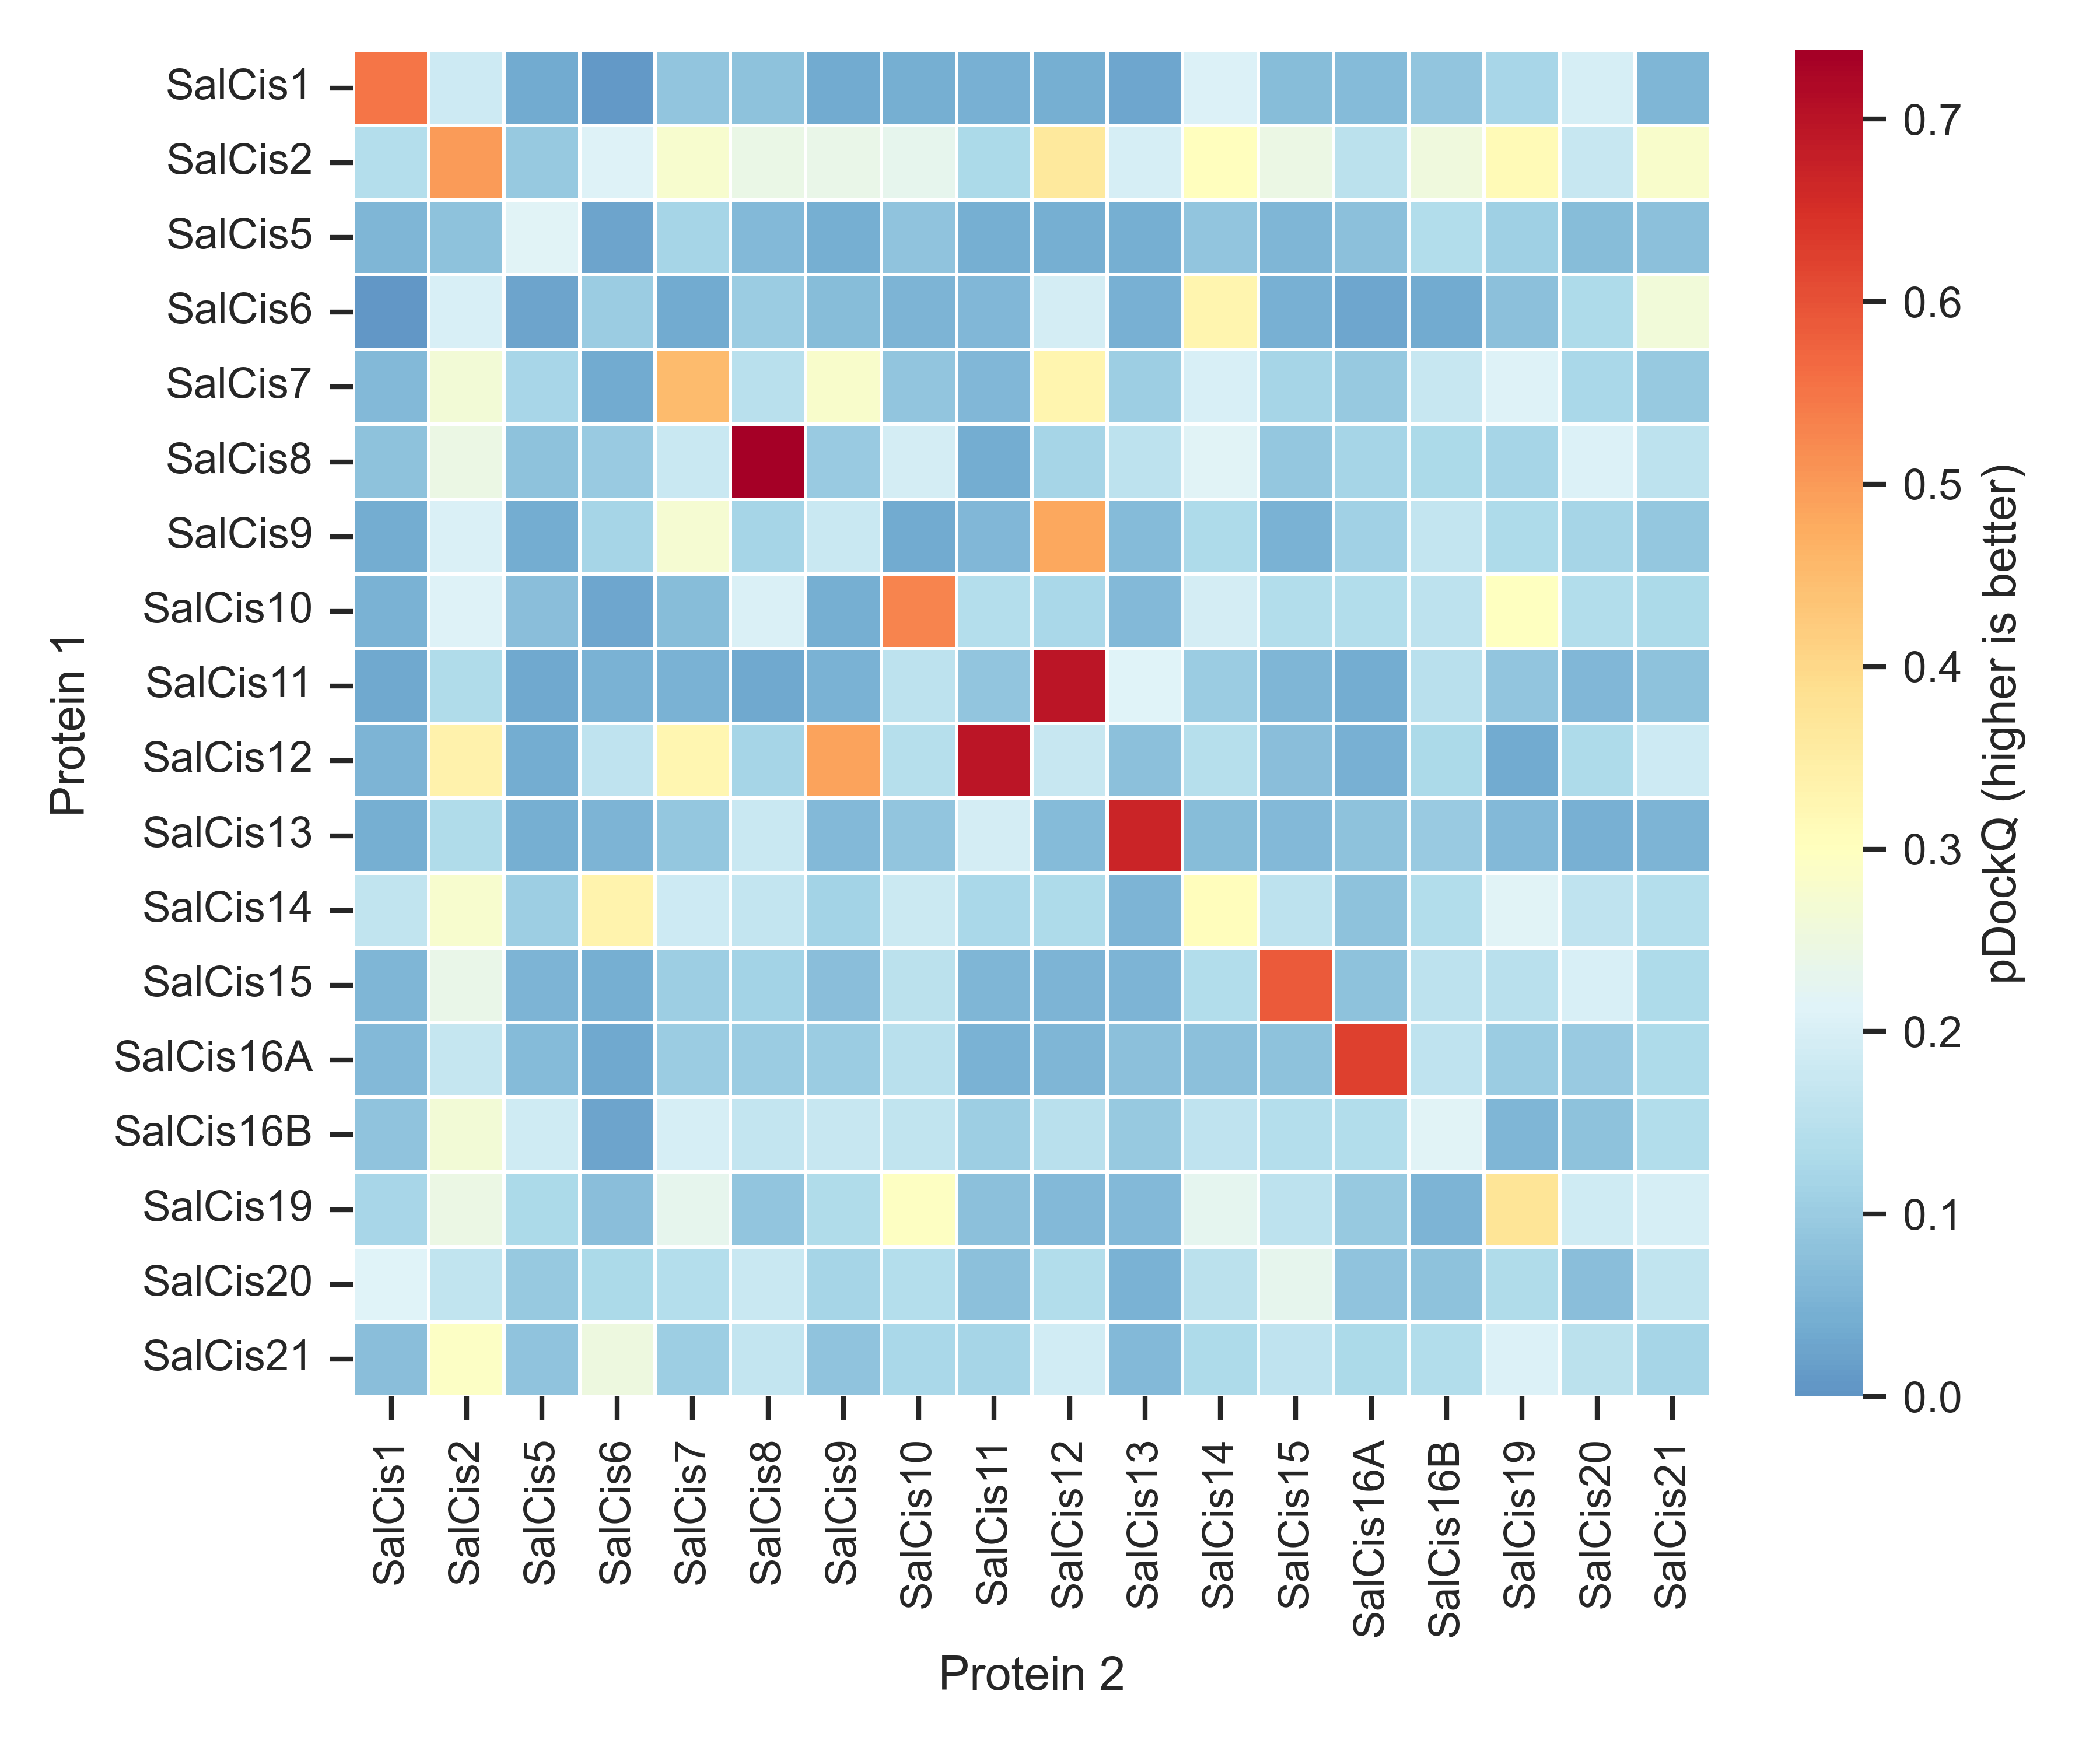 SalCis1
SalCis2
SalCis5
SalCis6
SalCis7
SalCis8
SalCis9
SalCis10
SalCis11
SalCis12
SalCis13
SalCis14
SalCis15
SalCis16A
SalCis16B
SalCis19
SalCis20
SalCis21
Protein 1
SalCis1
SalCis2
SalCis5
SalCis6
SalCis7
SalCis8
SalCis9
SalCis10
SalCis11
SalCis12
SalCis13
SalCis14
SalCis15
SalCis16A
SalCis16B
SalCis19
SalCis20
SalCis21
Protein 2
0.7
0.6
0.5
0.4
0.3
0.2
0.1
0.0
pDockQ (higher is better)